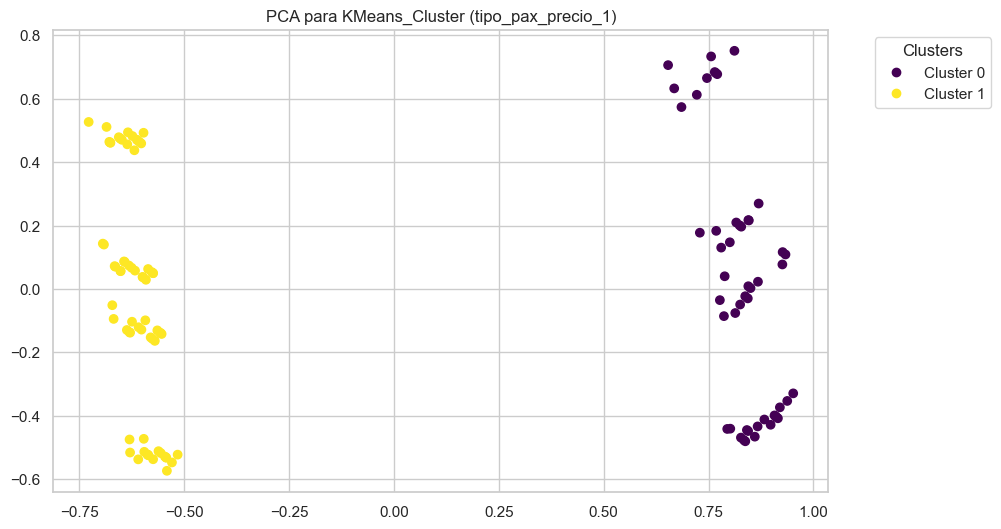 PCA para KMeans_Cluster (tipo_pax_precio_1)
Clusters
Cluster 0
Cluster 1
0.8
0.6
0.4
0.2
0.0
−0.2
−0.4
−0.6
−0.75 −0.50 −0.25 0.00 0.25 0.50 0.75 1.00